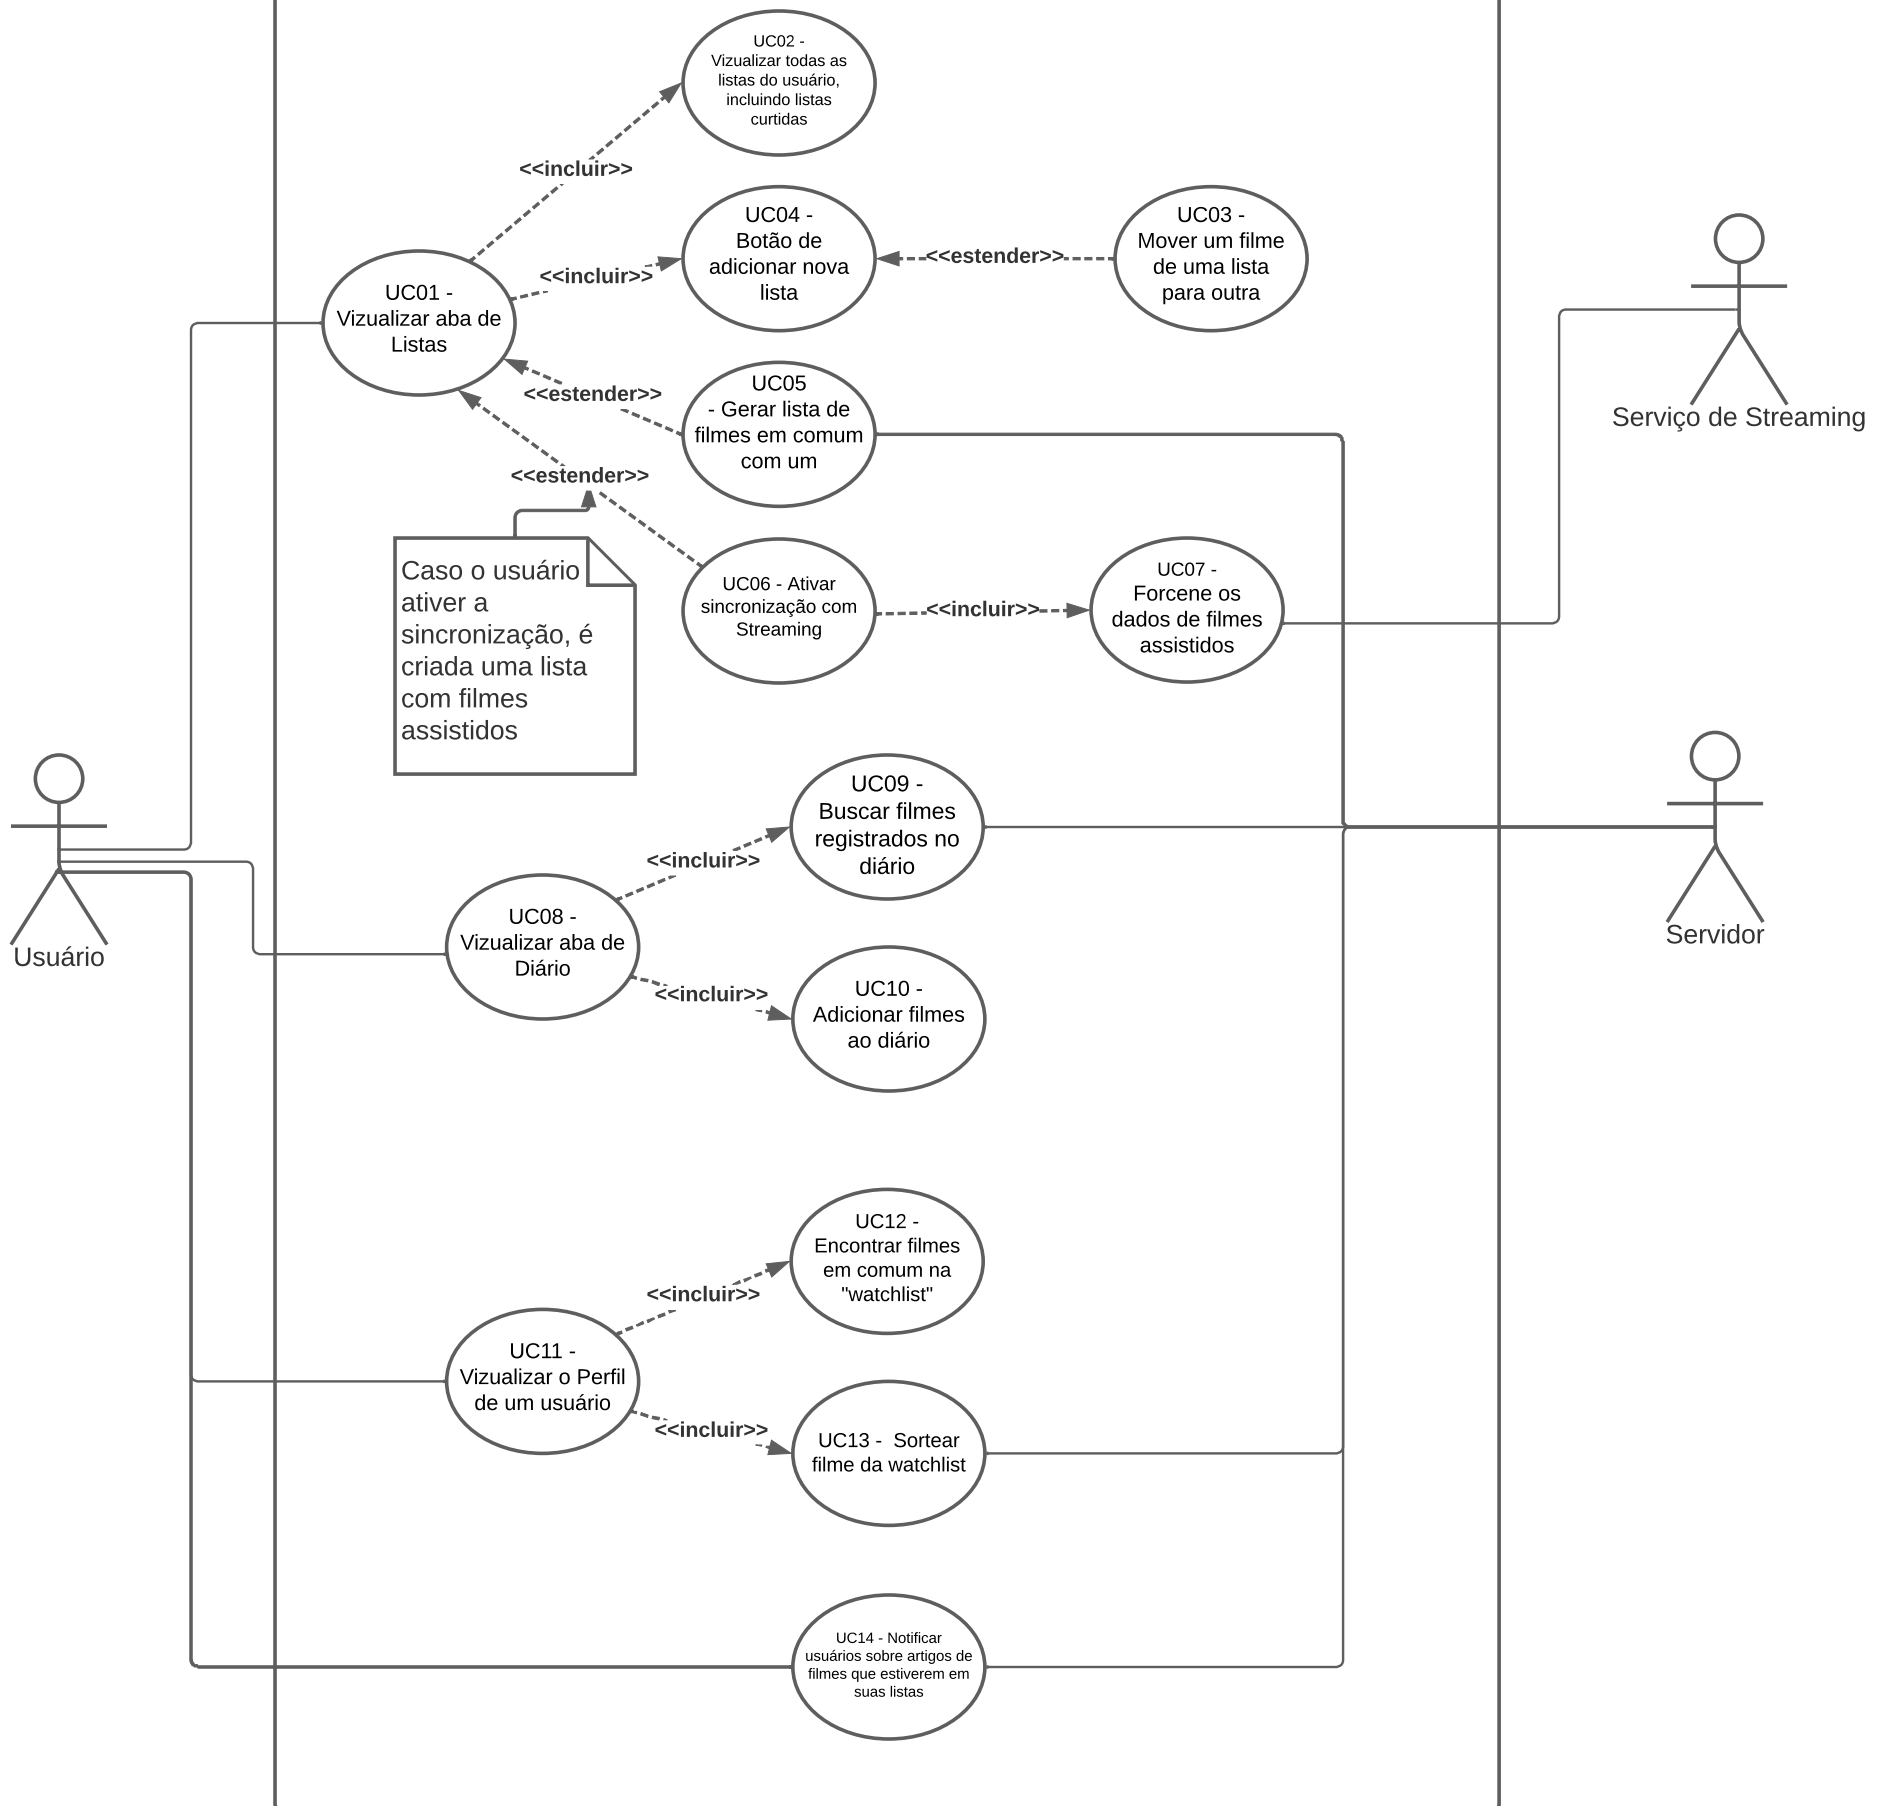 UC02 -
Vizualizar todas as
listas do usuário,
incluindo listas
curtidas
<<incluir>>
UC04 -
Botão de
adicionar nova
lista
<<estender>>
UC03 -
Mover um filme
de uma lista
para outra
<<incluir>>
UC01 -
Vizualizar aba de
Listas
Serviço de Streaming
<<estender>>
UC05
- Gerar lista de
filmes em comum
com um
<<estender>>
Caso o usuário
ativer a
sincronização, é
criada uma lista
com filmes
assistidos
UC06 - Ativar
sincronização com
Streaming
<<incluir>>
UC07 -
Forcene os
dados de filmes
assistidos
UC09 -
Buscar filmes
registrados no
diário
<<incluir>>
Usuário
UC08 -
Vizualizar aba de
Diário
Servidor
<<incluir>>
UC10 -
Adicionar filmes
ao diário
UC12 -
Encontrar filmes
em comum na
"watchlist"
<<incluir>>
UC11 -
Vizualizar o Perfil
de um usuário
<<incluir>>
UC13 -  Sortear
filme da watchlist
UC14 - Notificar
usuários sobre artigos de
filmes que estiverem em
suas listas